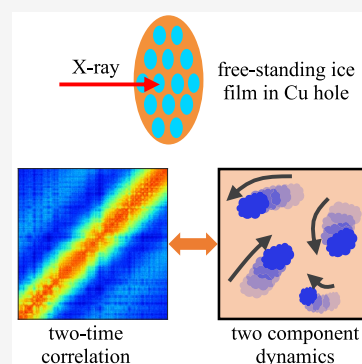 X-ray
free-standing ice
film in Cu hole
two-time
correlation
two component
dynamics